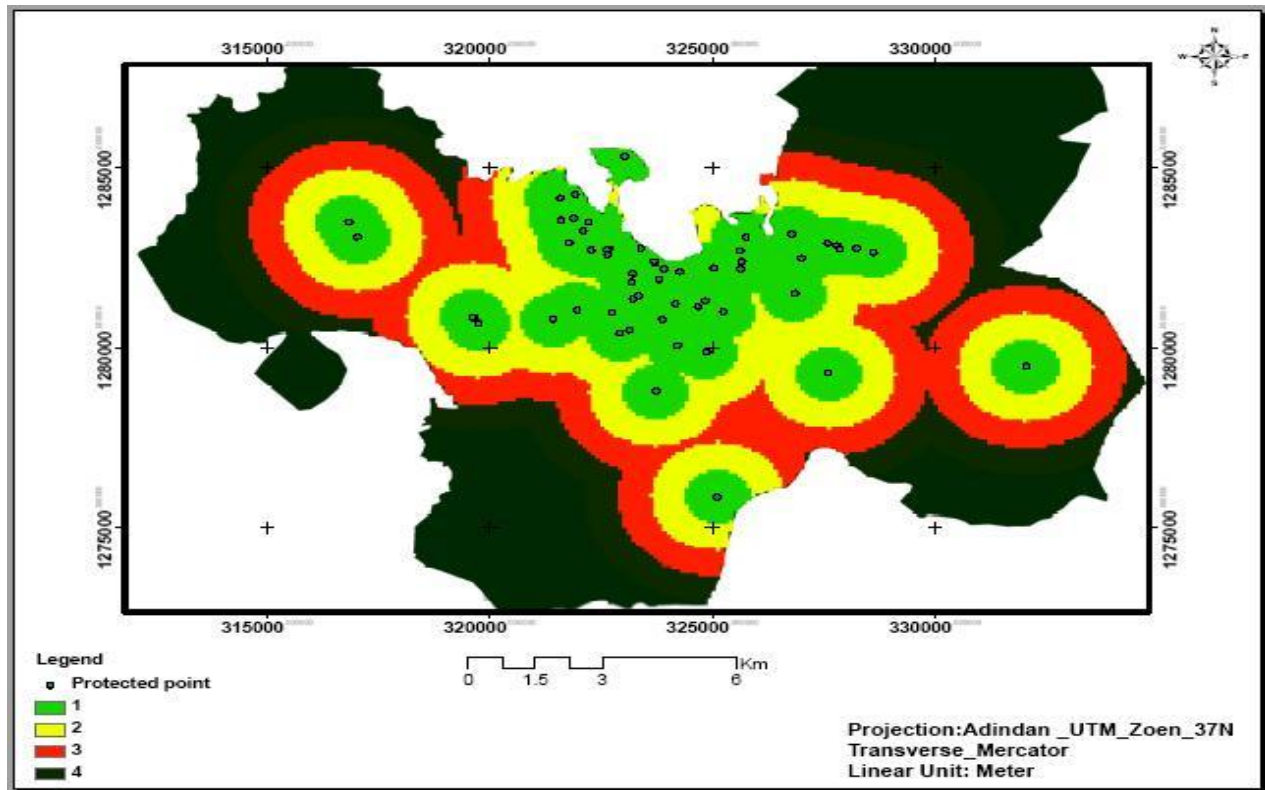 N
W E
S
315000 320000 325000 330000
1285000 1285000
1280000 1280000
1275000 1275000
315000 320000 325000 330000
Legend
Protected point
1
2
3
4
Km
0 1.5 3 6
Projection:Adindan _UTM_Zoen_37N
Transverse_Mercator
Linear Unit: Meter